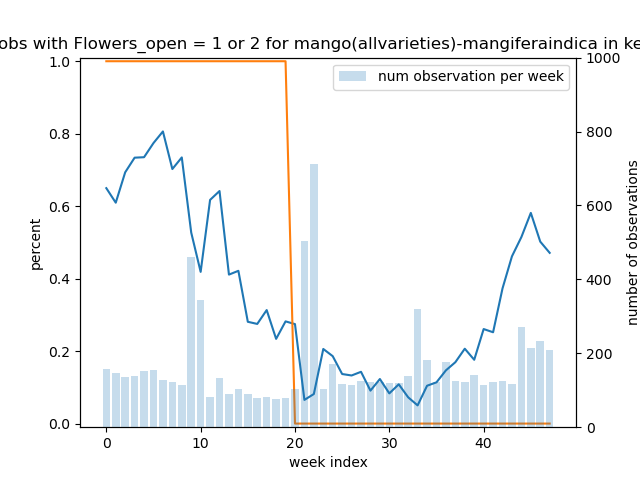 obs with Flowers_open = 1 or 2 for mango(allvarieties)-mangiferaindica in ke
num observation per week
percent
1.0
0.8
0.6
0.4
0.2
0.0
1000
800
600
400
200
0
number of observations
0 10 20 30 40
week index